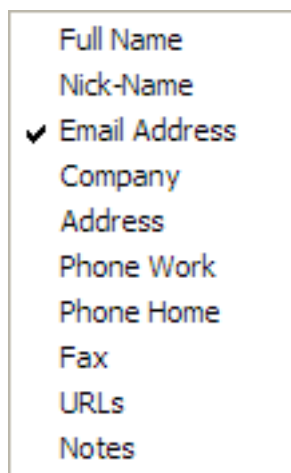 Full Name
Nick-Name
Email Address
Company
Address
Phone Work
Phone Home
Fax
URLs
Notes